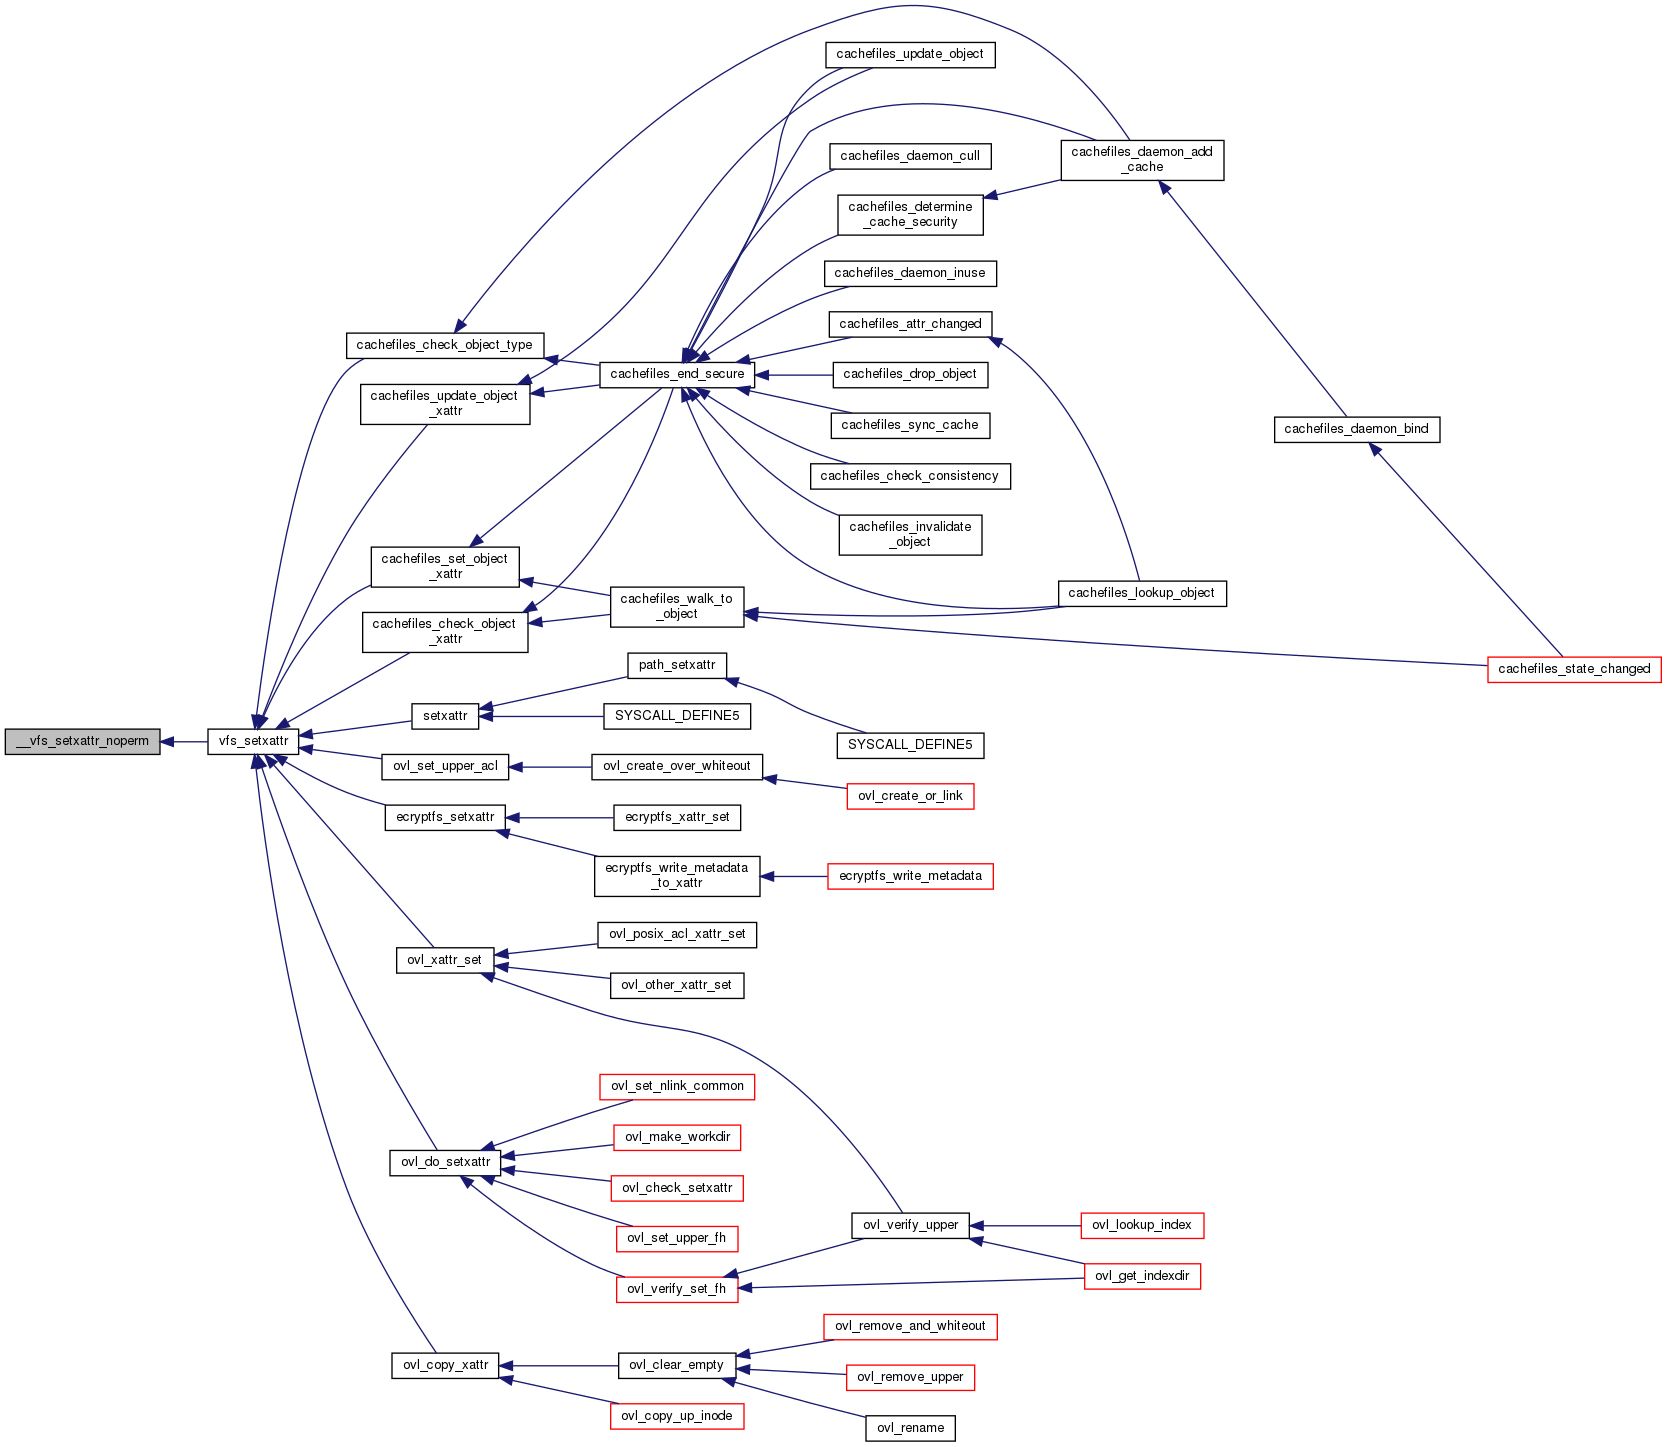 cachefiles_update_object
cachefiles_daemon_cull
cachefiles_daemon_add
_cache
cachefiles_determine
_cache_security
cachefiles_daemon_inuse
cachefiles_attr_changed
cachefiles_check_object_type
cachefiles_end_secure
cachefiles_drop_object
cachefiles_update_object
_xattr
cachefiles_sync_cache
cachefiles_daemon_bind
cachefiles_check_consistency
cachefiles_invalidate
_object
cachefiles_set_object
_xattr
cachefiles_walk_to
_object
cachefiles_lookup_object
cachefiles_check_object
_xattr
path_setxattr
cachefiles_state_changed
setxattr
SYSCALL_DEFINE5
__vfs_setxattr_noperm
vfs_setxattr
SYSCALL_DEFINE5
ovl_set_upper_acl
ovl_create_over_whiteout
ovl_create_or_link
ecryptfs_setxattr
ecryptfs_xattr_set
ecryptfs_write_metadata
_to_xattr
ecryptfs_write_metadata
ovl_posix_acl_xattr_set
ovl_xattr_set
ovl_other_xattr_set
ovl_set_nlink_common
ovl_make_workdir
ovl_do_setxattr
ovl_check_setxattr
ovl_set_upper_fh
ovl_verify_upper
ovl_lookup_index
ovl_verify_set_fh
ovl_get_indexdir
ovl_remove_and_whiteout
ovl_copy_xattr
ovl_clear_empty
ovl_remove_upper
ovl_copy_up_inode
ovl_rename